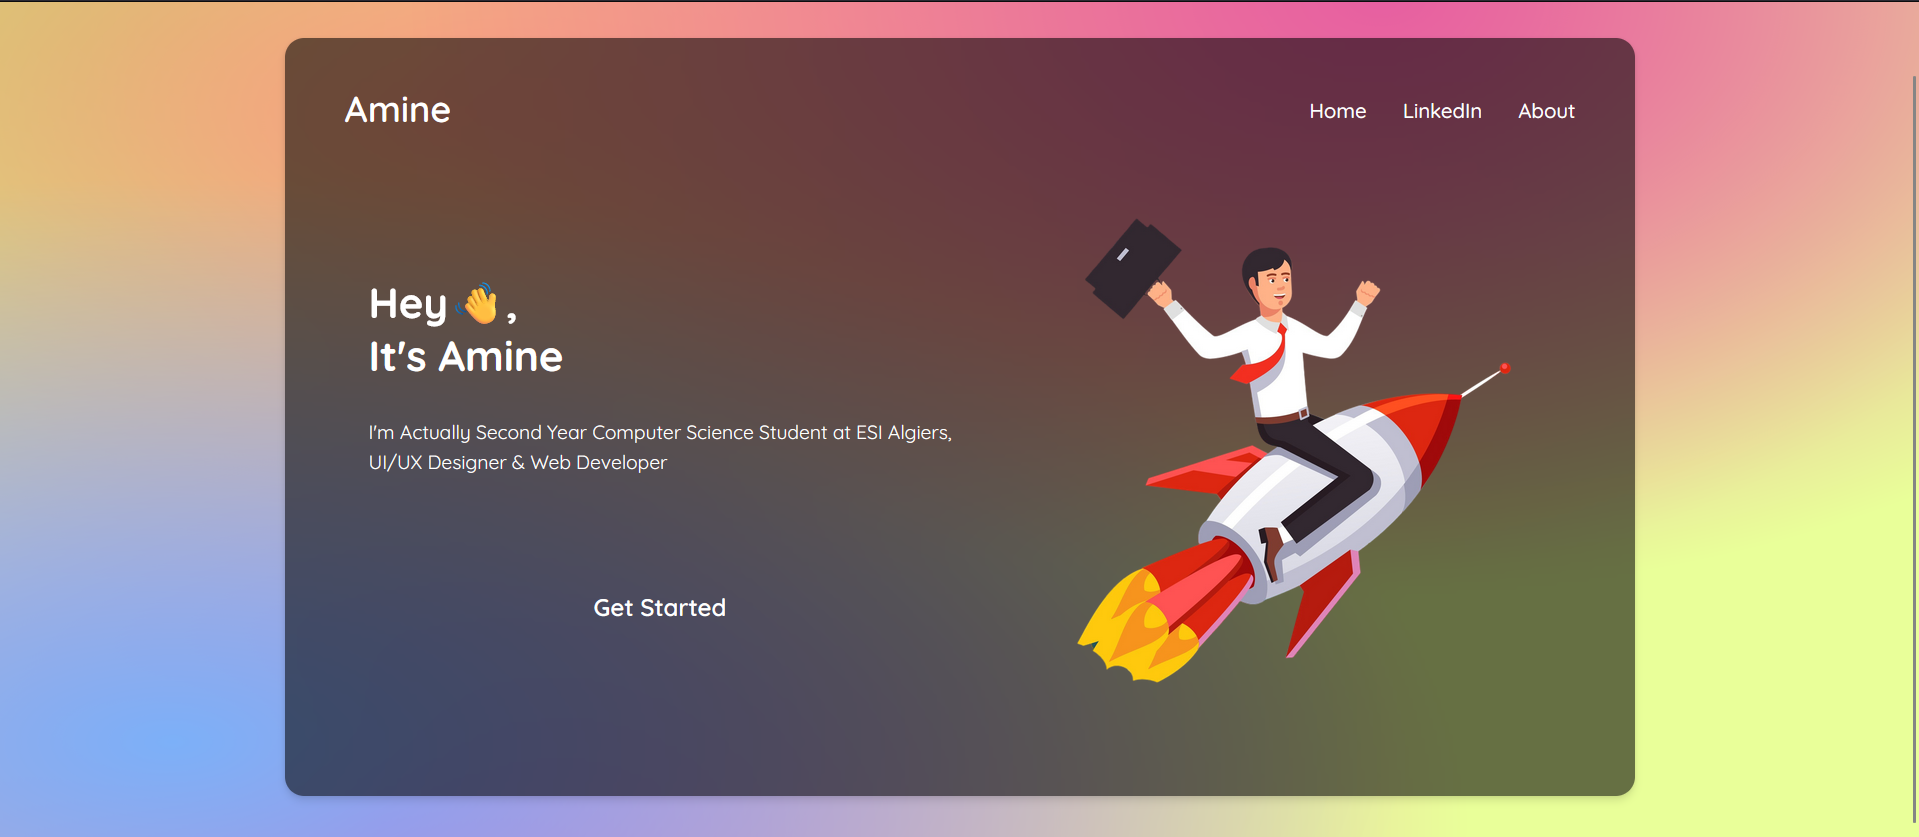 Amine
Home LinkedIn About
Hey 👋,
It's Amine
I'm Actually Second Year Computer Science Student at ESI Algiers,
UI/UX Designer & Web Developer
Get Started